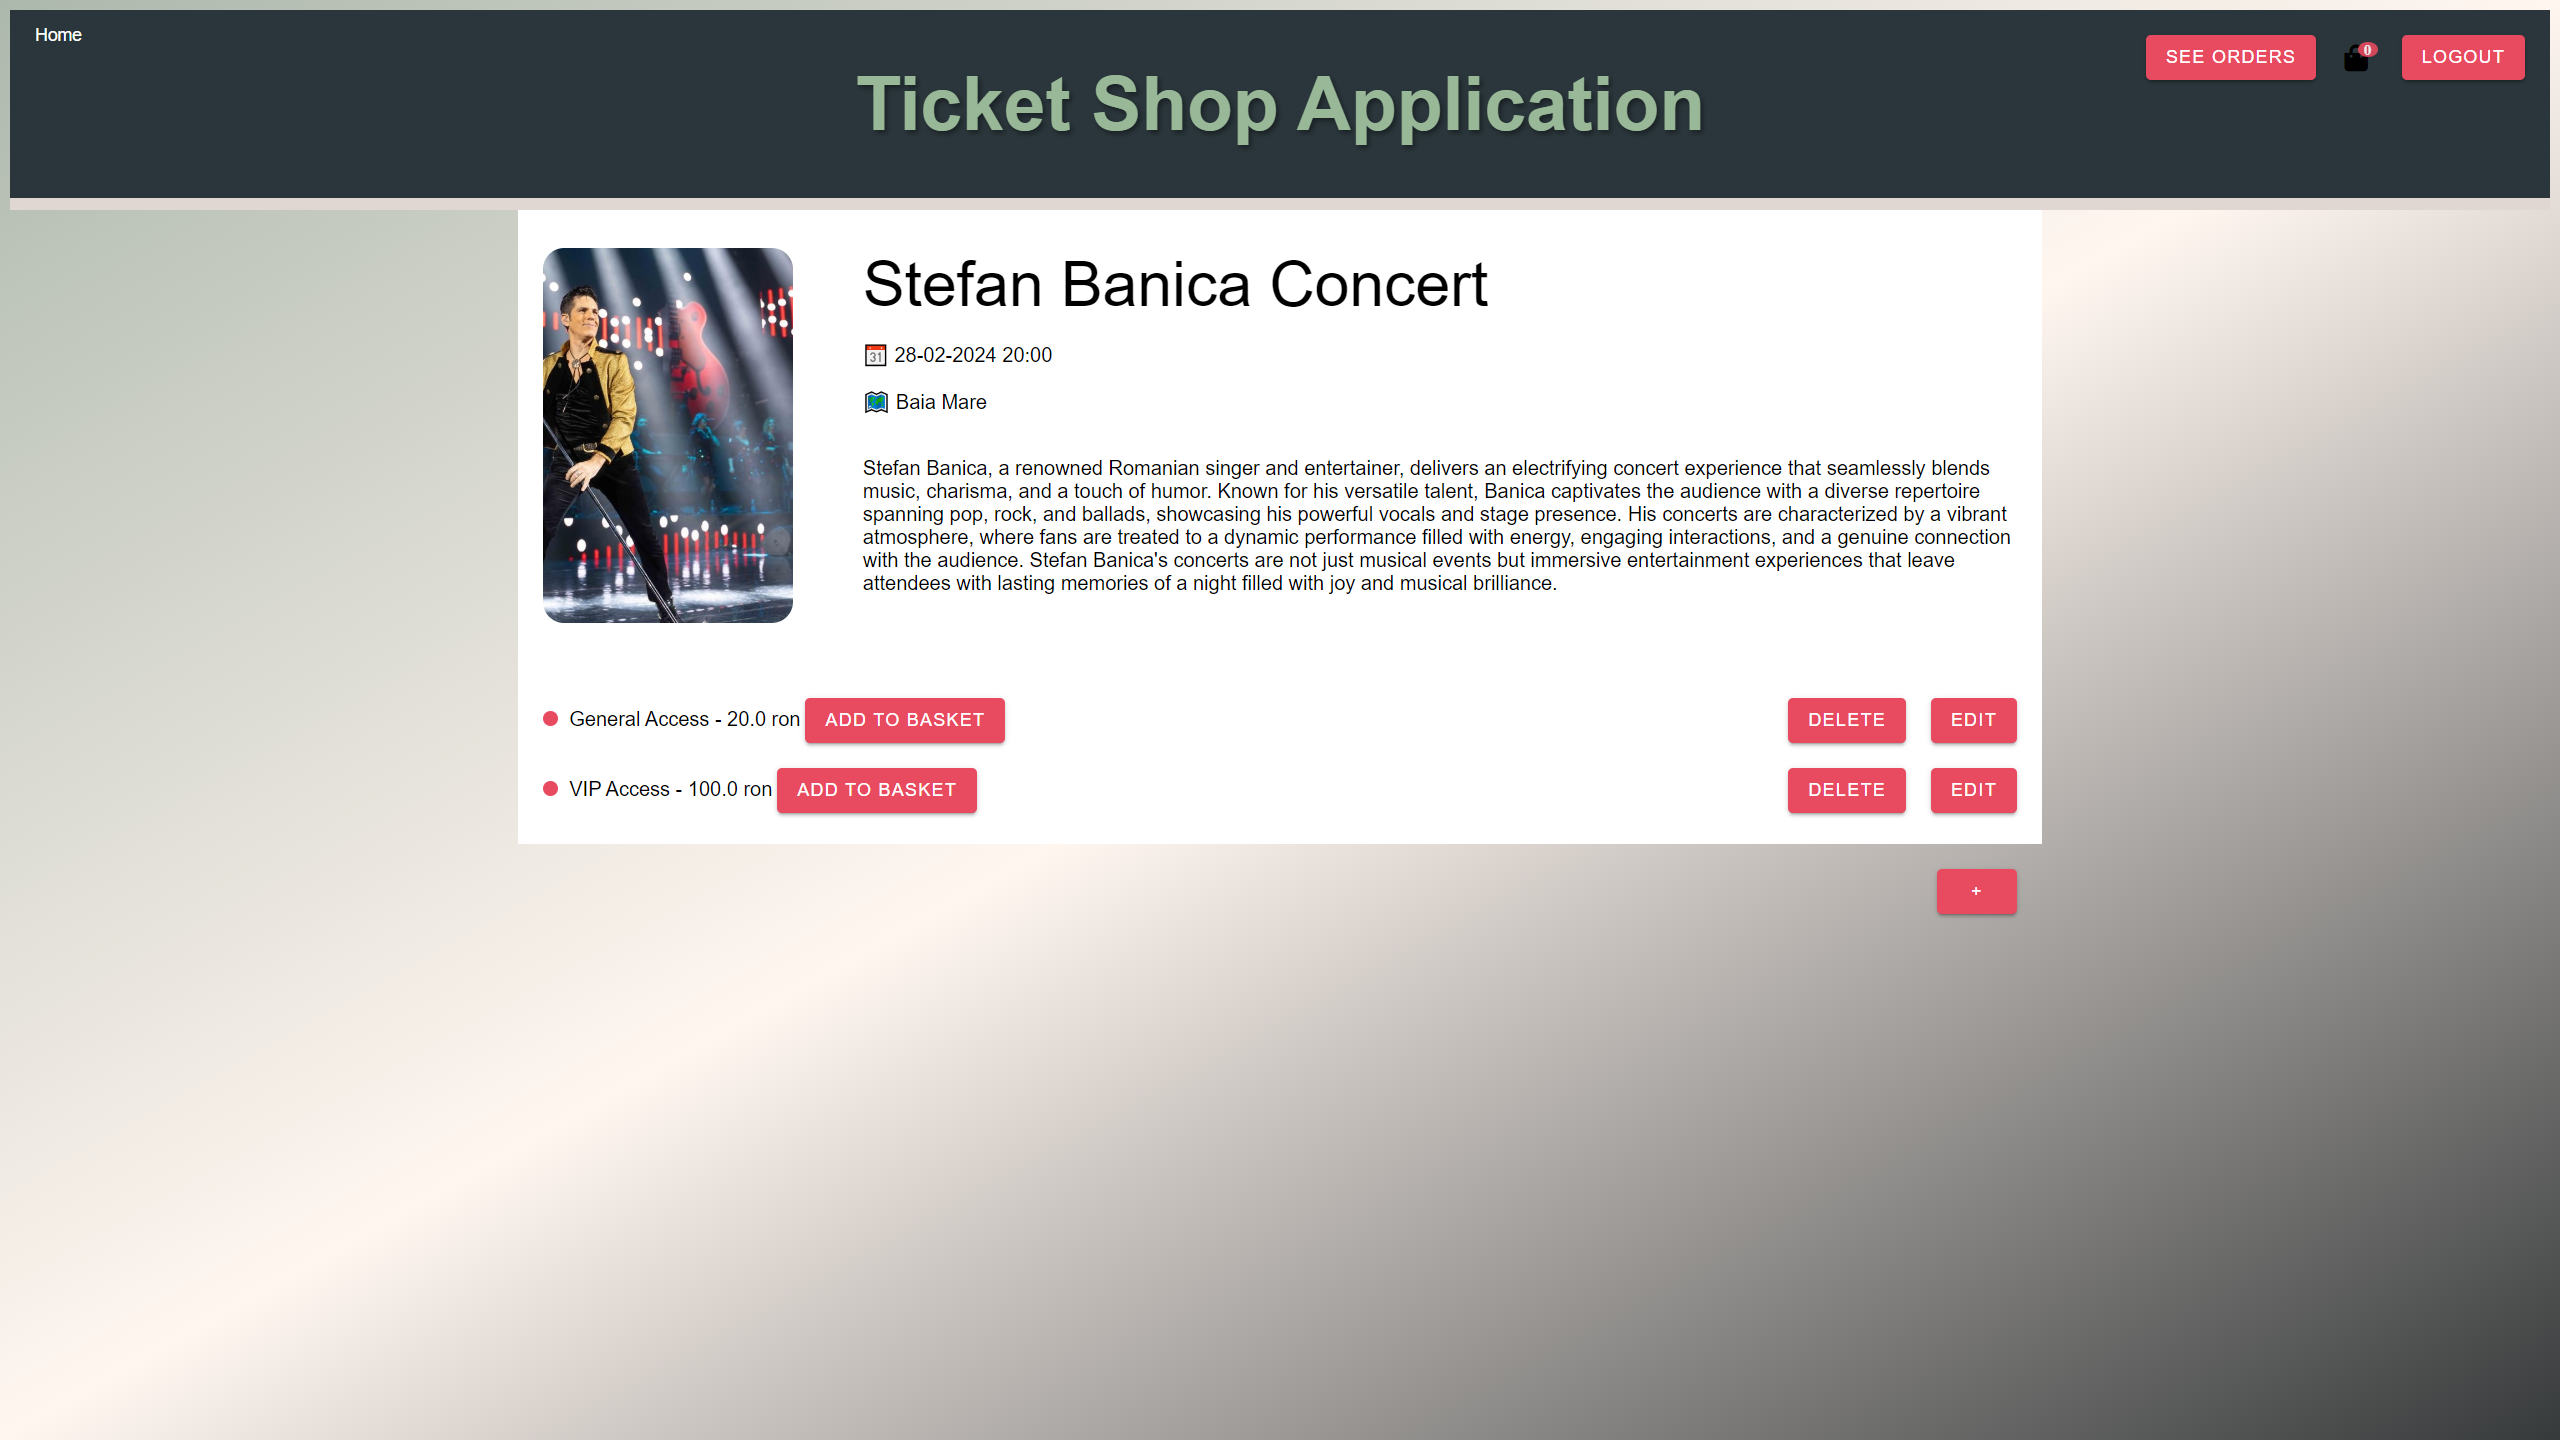 Home
SEE ORDERS
0
LOGOUT
Ticket Shop Application
Stefan Banica Concert
31 28-02-2024 20:00
Baia Mare
Stefan Banica, a renowned Romanian singer and entertainer, delivers an electrifying concert experience that seamlessly blends
music, charisma, and a touch of humor. Known for his versatile talent, Banica captivates the audience with a diverse repertoire
spanning pop, rock, and ballads, showcasing his powerful vocals and stage presence. His concerts are characterized by a vibrant
atmosphere, where fans are treated to a dynamic performance filled with energy, engaging interactions, and a genuine connection
with the audience. Stefan Banica's concerts are not just musical events but immersive entertainment experiences that leave
attendees with lasting memories of a night filled with joy and musical brilliance.
General Access - 20.0 ron ADD TO BASKET DELETE EDIT
VIP Access - 100.0 ron ADD TO BASKET DELETE EDIT
+